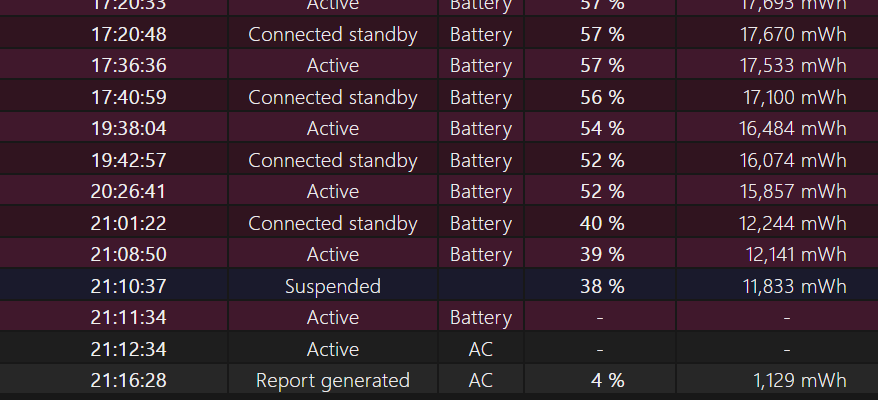 17:20:33 Active Battery 57 % 17,693 mWh
17:20:48 Connected standby Battery 57 % 17,670 mWh
17:36:36 Active Battery 57 % 17,533 mWh
17:40:59 Connected standby Battery 56 % 17,100 mWh
19:38:04 Active Battery 54 % 16,484 mWh
19:42:57 Connected standby Battery 52 % 16,074 mWh
20:26:41 Active Battery 52 % 15,857 mWh
21:01:22 Connected standby Battery 40 % 12,244 mWh
21:08:50 Active Battery 39 % 12,141 mWh
21:10:37 Suspended 38 % 11,833 mWh
21:11:34 Active Battery - -
21:12:34 Active AC - -
21:16:28 Report generated AC 4 % 1,129 mWh